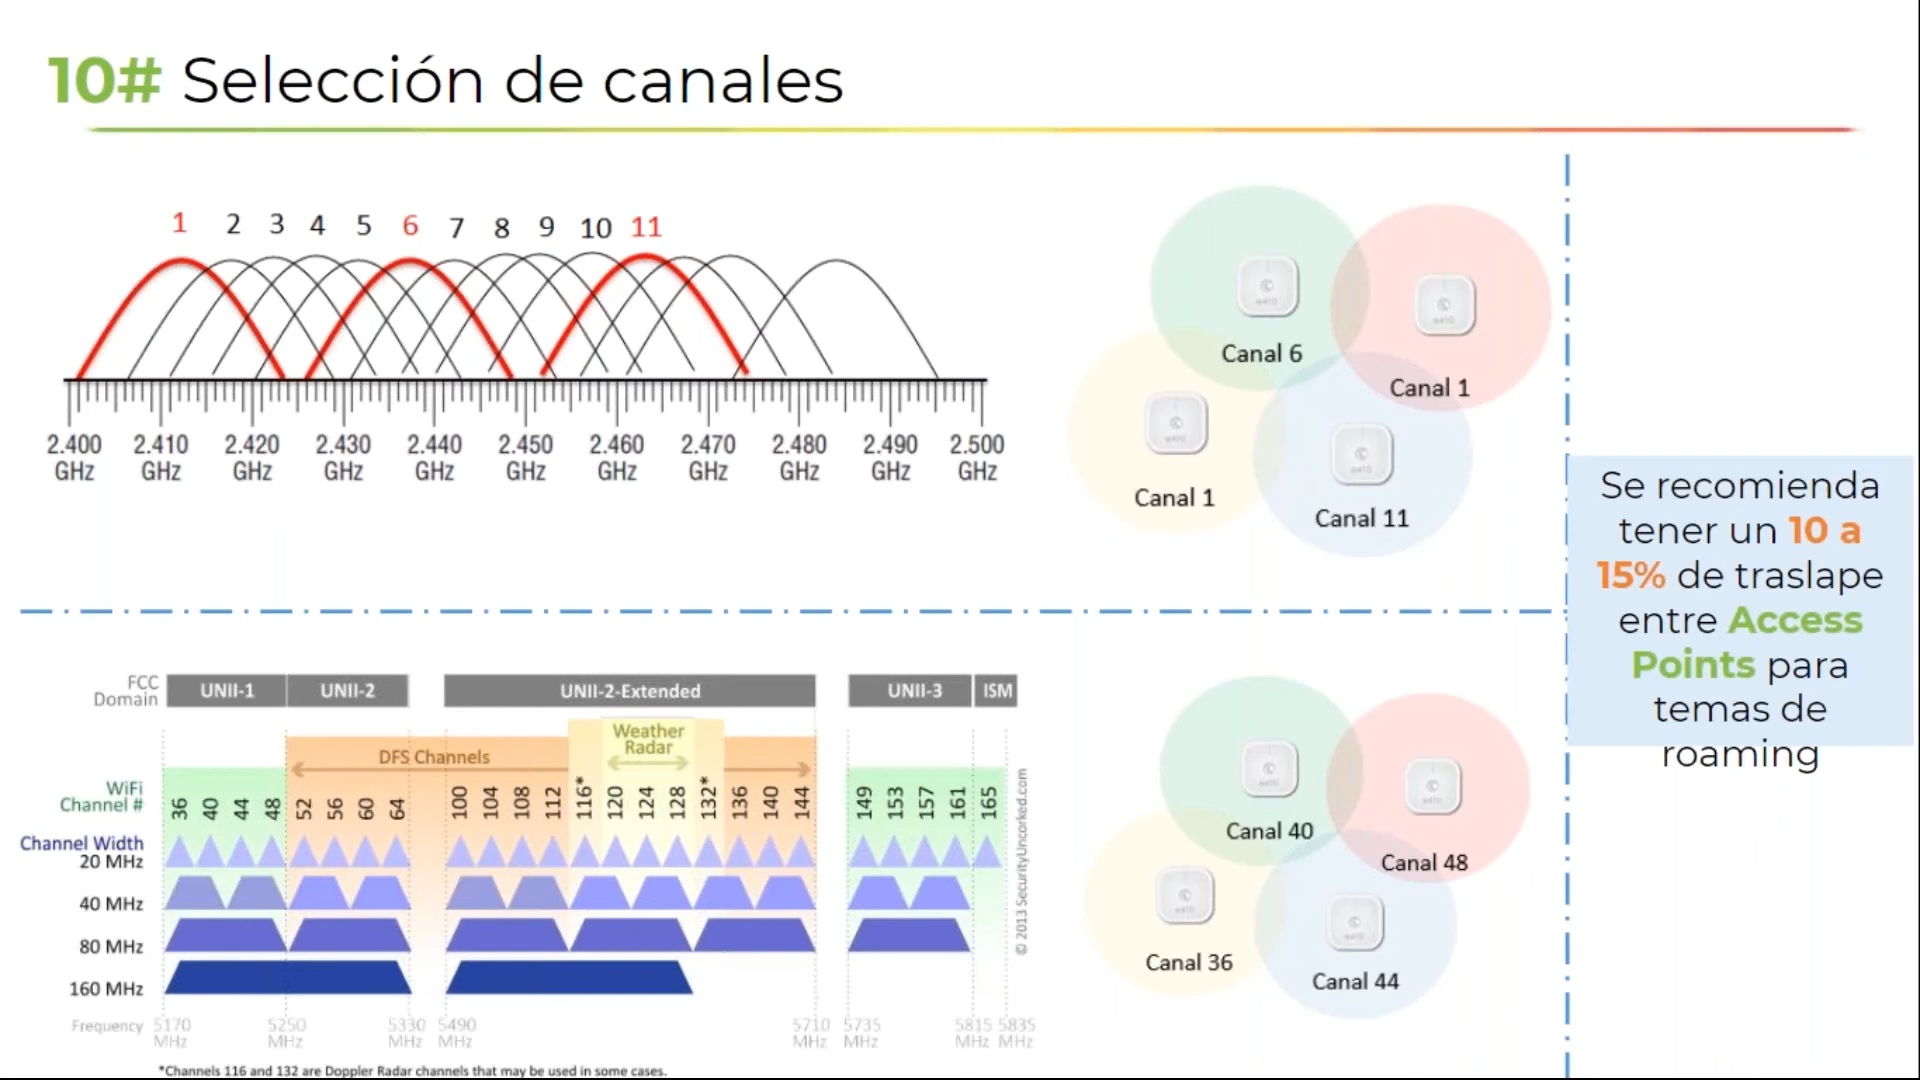 10# Selección de canales
1 2 3 4 5 6 7 8 9 10 11
2.400 2.410 2.420 2.430 2.440 2.450 2.460 2.470 2.480 2.490 2.500
GHz GHz GHz GHz GHz GHz GHz GHz GHz GHz GHz
Canal 6
Canal 1
Canal 1
Canal 11
Se recomienda
tener un 10 a
15% de traslape
entre Access
Points para
temas de
roaming
FCC
Domain
UNII-1 UNII-2 UNII-2-Extended UNII-3 ISM
Weather
Radar
DFS Channels
WiFi
Channel #
36 40 44 48 52 56 60 64 100 104 108 112 116* 120 124 128 132* 136 140 144 149 153 157 161 165
Channel Width
20 MHz
40 MHz
80 MHz
160 MHz
Frequency 5170 5250 5330 5490 5710 5735 5815 5835
MHz MHz MHz MHz MHz MHz MHz MHz
*Channels 116 and 132 are Doppler Radar channels that may be used in some cases.
© 2013 SecurityUncorked.com
Canal 40
Canal 48
Canal 36
Canal 44